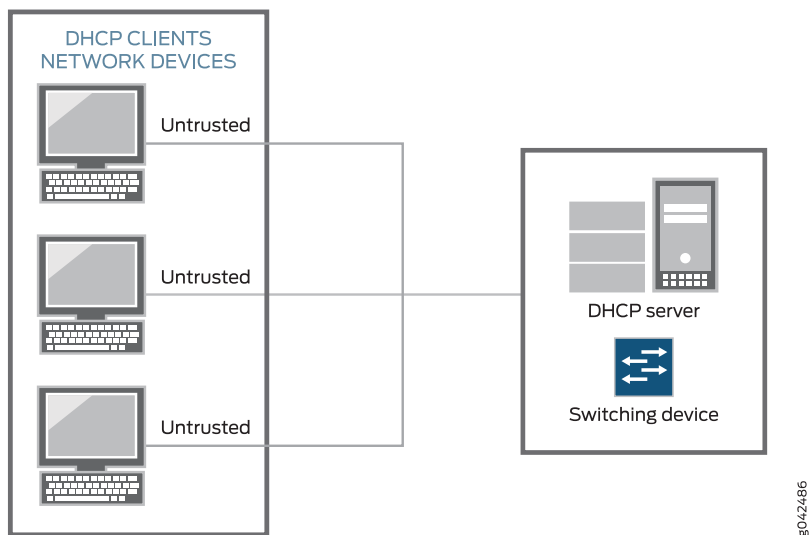 DHCP CLIENTS
NETWORK DEVICES
Untrusted
Untrusted
Untrusted
DHCP server
Switching device
g042486